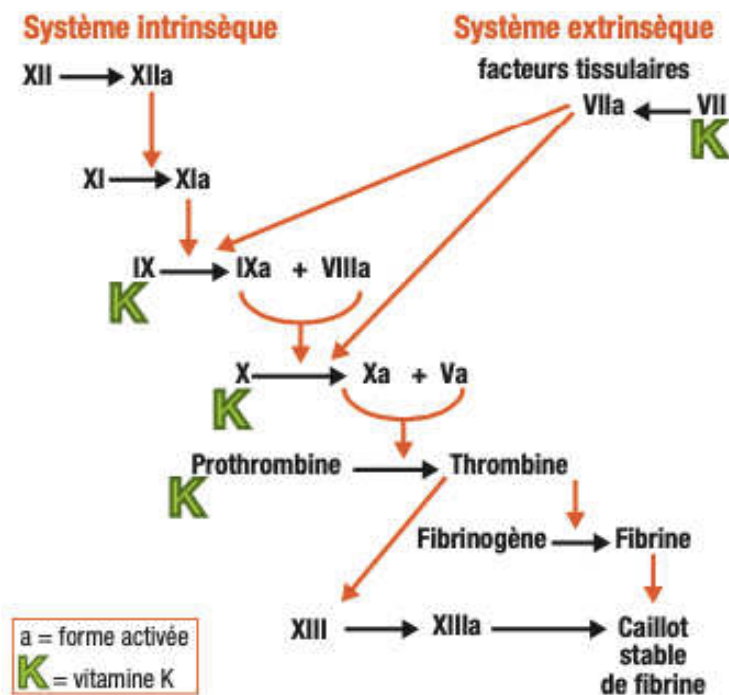 Système intrinsèque
Système extrinsèque
facteurs tissulaires
XII XIIa
VIIa VII
K
XI XIa
IX IXa + VIIIa
K
X Xa + Va
K
Prothrombine Thrombine
K
Fibrinogène Fibrine
XIII XIIIa Caillot
stable
de fibrine
a = forme activée
K = vitamine K